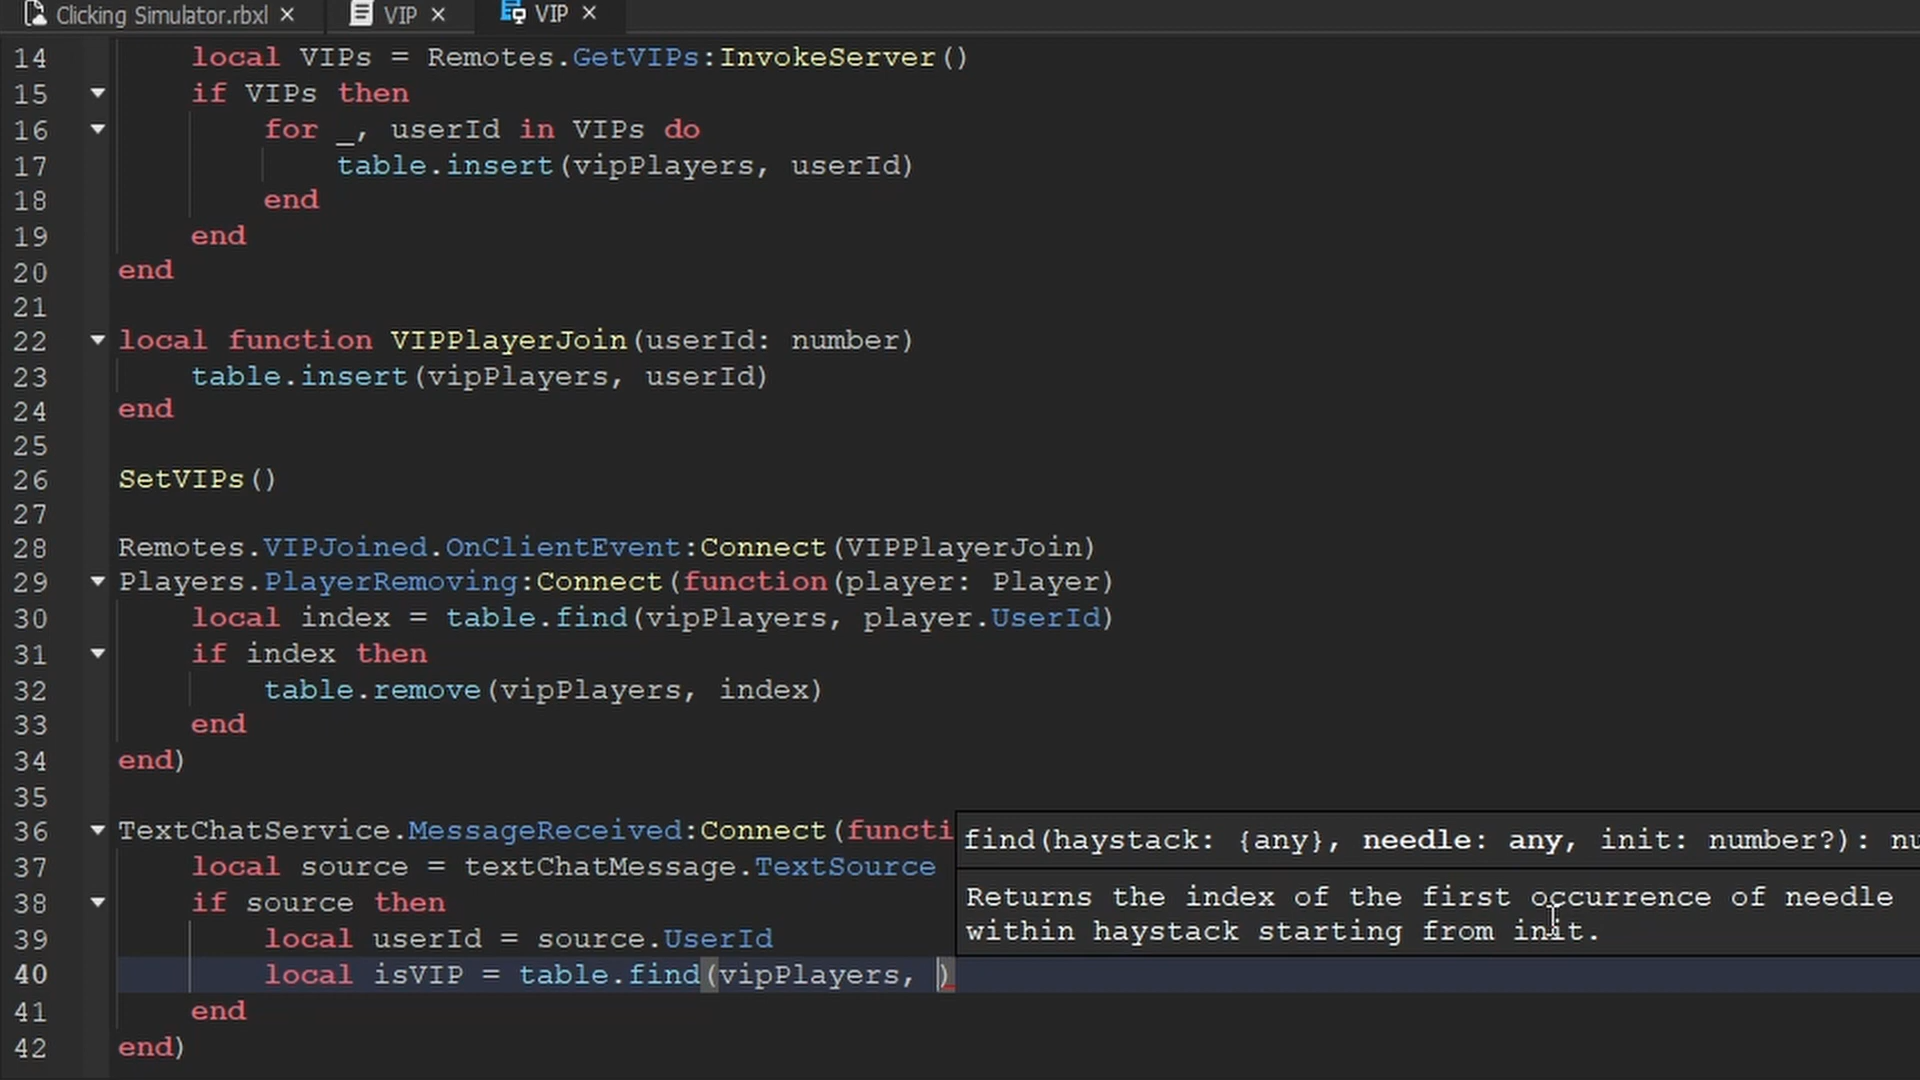 Clicking Simulator.rbxl × VIP × VIP ×
14 local VIPs = Remotes.GetVIPs:InvokeServer()
15 if VIPs then
16 for _, userId in VIPs do
17 table.insert(vipPlayers, userId)
18 end
19 end
20 end
21
22 local function VIPPlayerJoin(userId: number)
23 table.insert(vipPlayers, userId)
24 end
25
26 SetVIPs()
27
28 Remotes.VIPJoined.OnClientEvent:Connect(VIPPlayerJoin)
29 Players.PlayerRemoving:Connect(function(player: Player)
30 local index = table.find(vipPlayers, player.UserId)
31 if index then
32 table.remove(vipPlayers, index)
33 end
34 end)
35
36 TextChatService.MessageReceived:Connect(functi
find(haystack: {any}, needle: any, init: number?): nu
37 local source = textChatMessage.TextSource
38 if source then
Returns the index of the first occurrence of needle
within haystack starting from init.
39 local userId = source.UserId
40 local isVIP = table.find(vipPlayers, )
41 end
42 end)